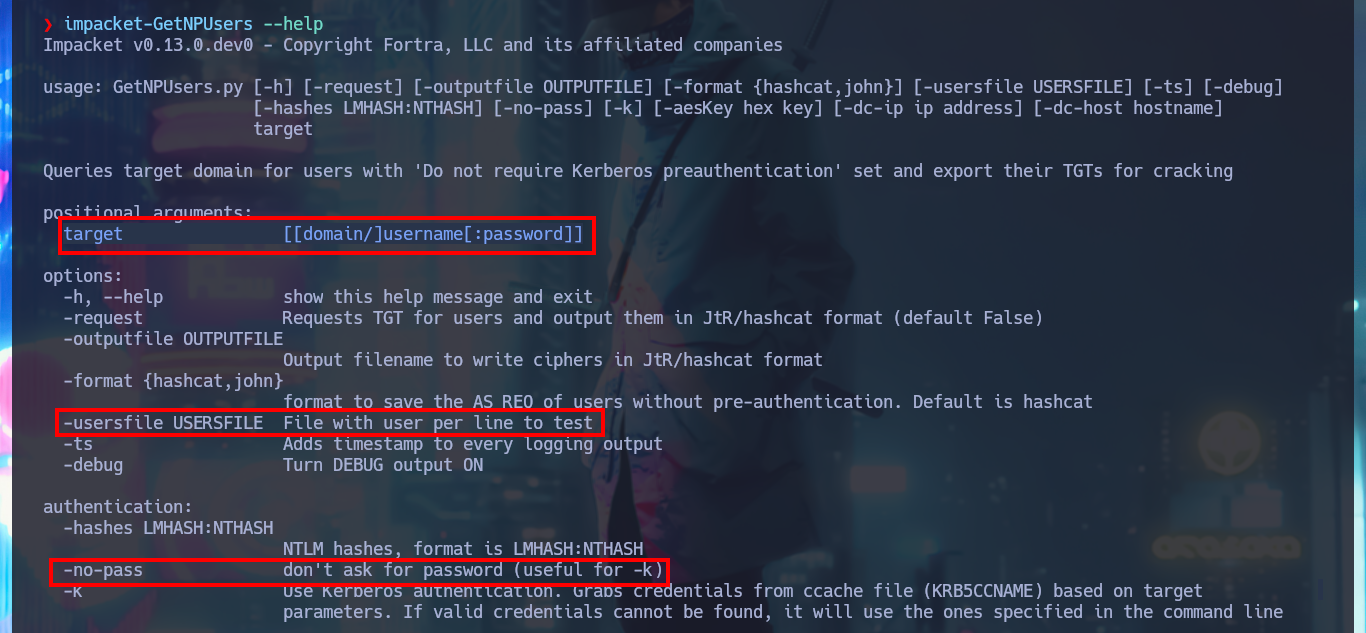 ❯ impacket-GetNPUsers --help
Impacket v0.13.0.dev0 - Copyright Fortra, LLC and its affiliated companies
usage: GetNPUsers.py [-h] [-request] [-outputfile OUTPUTFILE] [-format {hashcat,john}] [-usersfile USERSFILE] [-ts] [-debug]
[-hashes LMHASH:NTHASH] [-no-pass] [-k] [-aesKey hex key] [-dc-ip ip address] [-dc-host hostname]
target
Queries target domain for users with 'Do not require Kerberos preauthentication' set and export their TGTs for cracking
positional arguments:
target [[domain/]username[:password]]
options:
-h, --help show this help message and exit
-request Requests TGT for users and output them in JtR/hashcat format (default False)
-outputfile OUTPUTFILE
Output filename to write ciphers in JtR/hashcat format
-format {hashcat,john}
format to save the AS_REQ of users without pre-authentication. Default is hashcat
-usersfile USERSFILE File with user per line to test
-ts Adds timestamp to every logging output
-debug Turn DEBUG output ON
authentication:
-hashes LMHASH:NTHASH
NTLM hashes, format is LMHASH:NTHASH
-no-pass don't ask for password (useful for -k)
-k Use Kerberos authentication. Grabs credentials from ccache file (KRB5CCNAME) based on target
parameters. If valid credentials cannot be found, it will use the ones specified in the command line